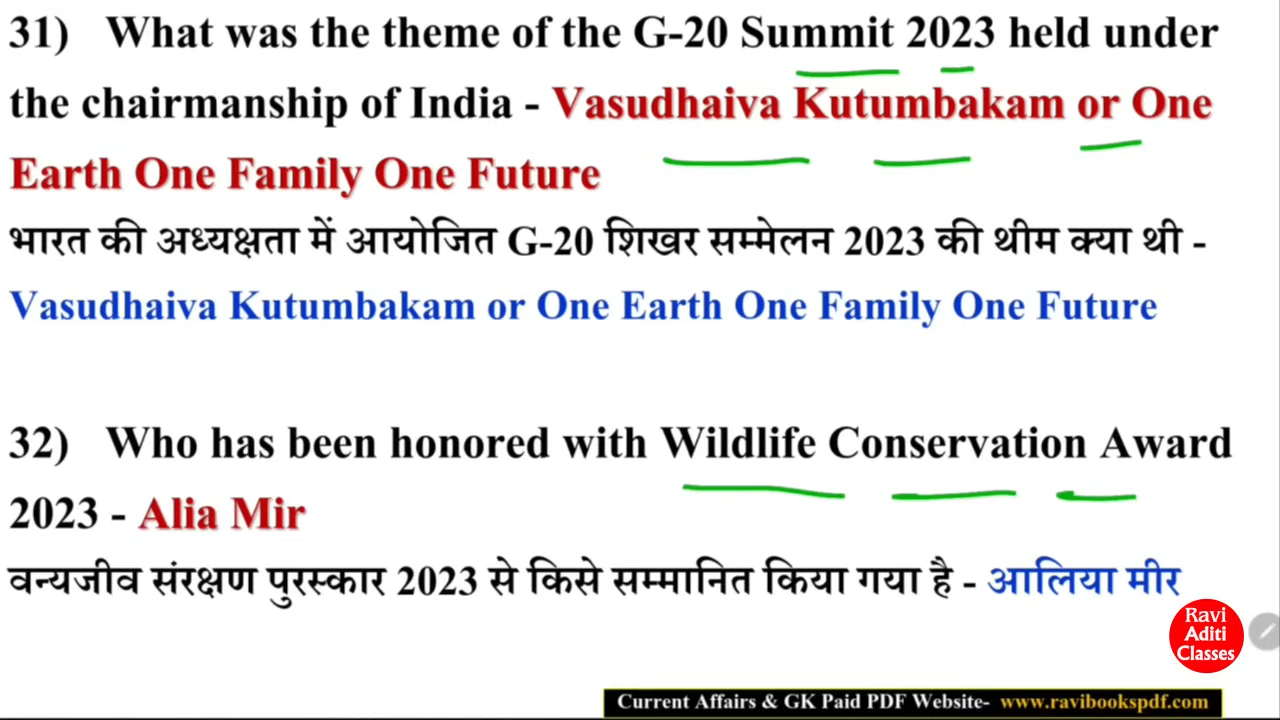 31) What was the theme of the G-20 Summit 2023 held under
the chairmanship of India - Vasudhaiva Kutumbakam or One
Earth One Family One Future
भारत की अध्यक्षता में आयोजित G-20 शिखर सम्मेलन 2023 की थीम क्या थी -
Vasudhaiva Kutumbakam or One Earth One Family One Future
32) Who has been honored with Wildlife Conservation Award
2023 - Alia Mir
वन्यजीव संरक्षण पुरस्कार 2023 से किसे सम्मानित किया गया है - आलिया मीर
Ravi
Aditi
Classes
Current Affairs & GK Paid PDF Website- www.ravibookspdf.com